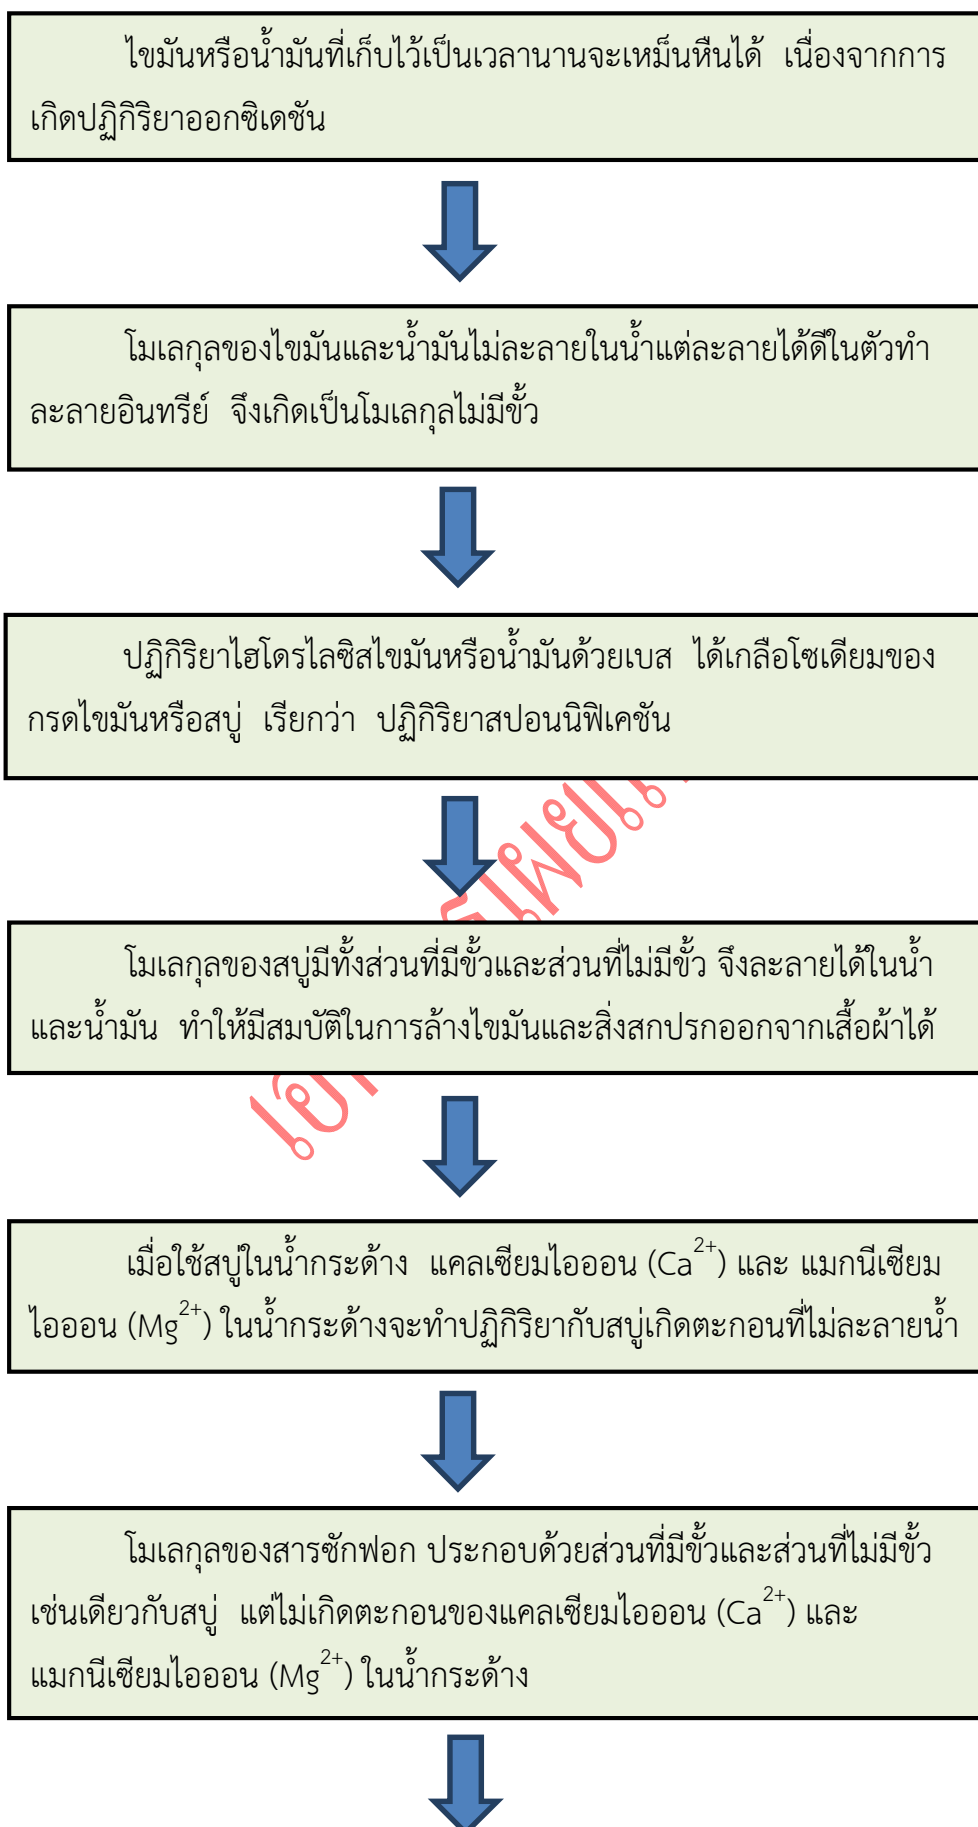 ไขมันหรือน้ำมันที่เก็บไว้เป็นเวลานานจะเหม็นหืนได้ เนื่องจากการ
เกิดปฏิกิริยาออกซิเดชัน
โมเลกุลของไขมันและน้ำมันไม่ละลายในน้ำแต่ละลายได้ดีในตัวทำ
ละลายอินทรีย์ จึงเกิดเป็นโมเลกุลไม่มีขั้ว
ปฏิกิริยาไฮโดรไลซิสไขมันหรือน้ำมันด้วยเบส ได้เกลือโซเดียมของ
กรดไขมันหรือสบู่ เรียกว่า ปฏิกิริยาสปอนนิฟิเคชัน
โมเลกุลของสบู่มีทั้งส่วนที่มีขั้วและส่วนที่ไม่มีขั้ว จึงละลายได้ในน้ำ
และน้ำมัน ทำให้มีสมบัติในการล้างไขมันและสิ่งสกปรกออกจากเสื้อผ้าได้
เมื่อใช้สบู่ในน้ำกระด้าง แคลเซียมไอออน (Ca²⁺) และ แมกนีเซียม
ไอออน (Mg²⁺) ในน้ำกระด้างจะทำปฏิกิริยากับสบู่เกิดตะกอนที่ไม่ละลายน้ำ
โมเลกุลของสารซักฟอก ประกอบด้วยส่วนที่มีขั้วและส่วนที่ไม่มีขั้ว
เช่นเดียวกับสบู่ แต่ไม่เกิดตะกอนของแคลเซียมไอออน (Ca²⁺) และ
แมกนีเซียมไอออน (Mg²⁺) ในน้ำกระด้าง